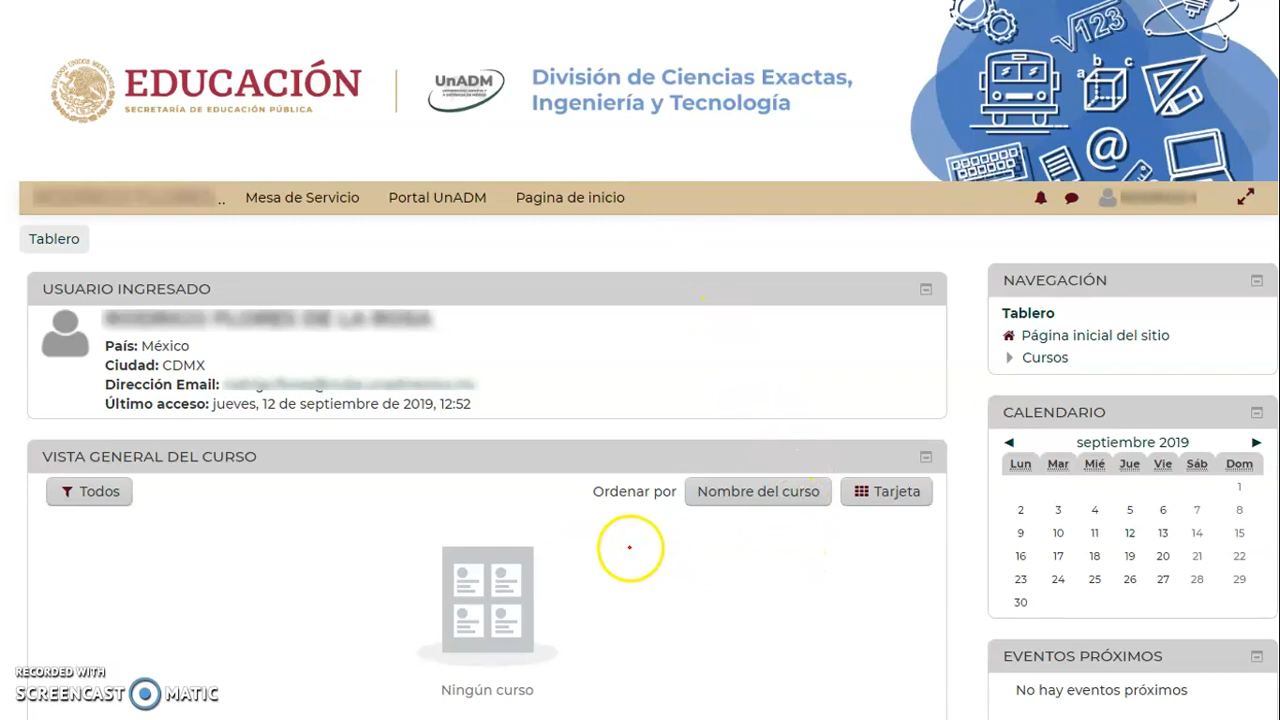 EDUCACIÓN
SECRETARÍA DE EDUCACIÓN PÚBLICA
UnADM
División de Ciencias Exactas,
Ingeniería y Tecnología
√123
a b c
@
.. Mesa de Servicio Portal UnADM Pagina de inicio
Tablero
USUARIO INGRESADO
País: México
Ciudad: CDMX
Dirección Email:
Último acceso: jueves, 12 de septiembre de 2019, 12:52
VISTA GENERAL DEL CURSO
Todos Ordenar por Nombre del curso Tarjeta
Ningún curso
NAVEGACIÓN
Tablero
Página inicial del sitio
Cursos
CALENDARIO
◄ septiembre 2019 ►
Lun Mar Mié Jue Vie Sáb Dom
1
2 3 4 5 6 7 8
9 10 11 12 13 14 15
16 17 18 19 20 21 22
23 24 25 26 27 28 29
30
EVENTOS PRÓXIMOS
No hay eventos próximos
RECORDED WITH
SCREENCAST MATIC